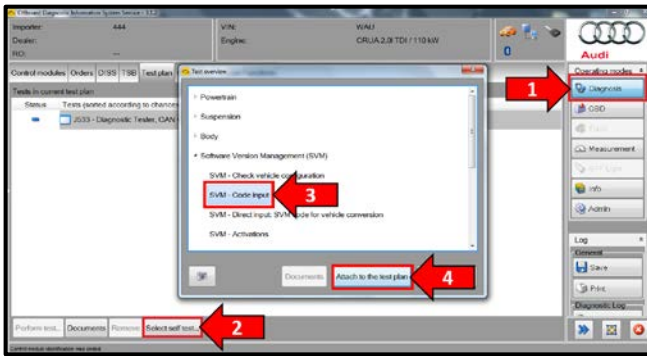 Offboard Diagnostic Information System Service - 3.1.2
Importer: 444 VIN: WAU
Dealer: Engine: CRUA 2.0l TDI / 110 kW
RO: --- 0
Audi
Control modules Orders DISS TSB Test plan
Operating modes
Tests in current test plan
Status Tests (sorted according to chances
J533 - Diagnostic Tester, CAN
Test overview
Powertrain
Suspension
Body
Software Version Management (SVM)
SVM - Check vehicle configuration
SVM - Code input
SVM - Direct input: SVM code for vehicle conversion
SVM - Activations
Documents Attach to the test plan
1
2
3
4
Diagnosis
OBD
Measurement
Info
Admin
Log
General
Save
Print
Diagnostic Log
Perform test... Documents Remove Select self test...